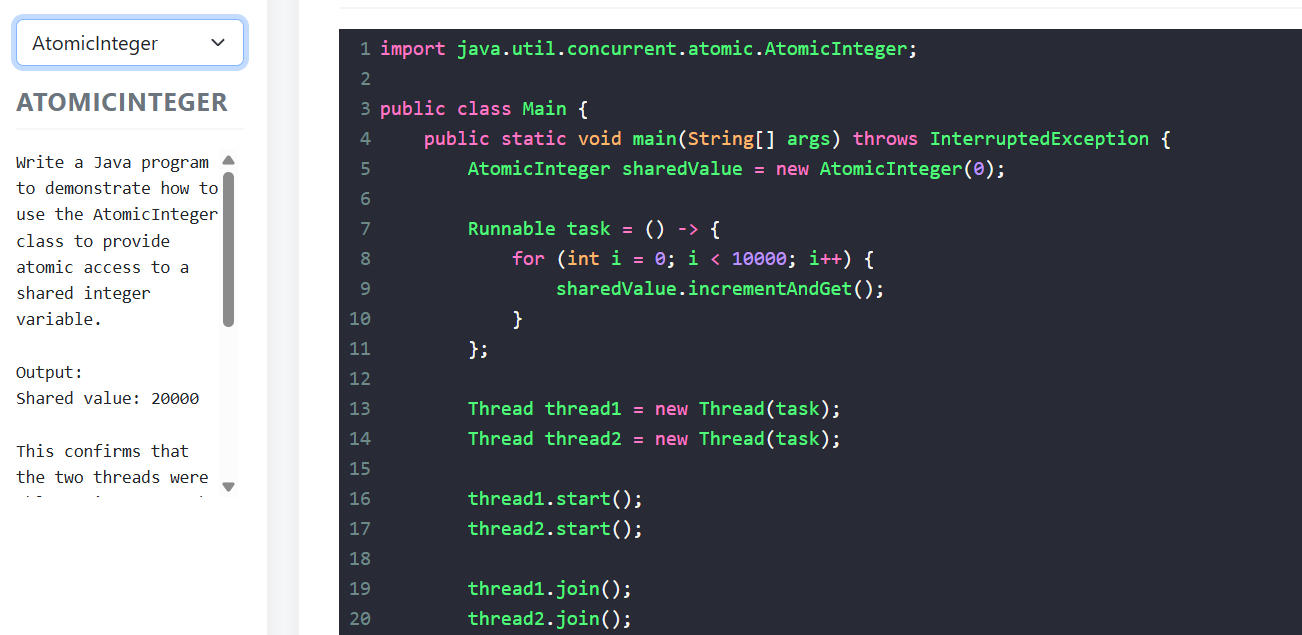 AtomicInteger
ATOMICINTEGER
Write a Java program
to demonstrate how to
use the AtomicInteger
class to provide
atomic access to a
shared integer
variable.
Output:
Shared value: 20000
This confirms that
the two threads were
1 import java.util.concurrent.atomic.AtomicInteger;
2
3 public class Main {
4     public static void main(String[] args) throws InterruptedException {
5         AtomicInteger sharedValue = new AtomicInteger(0);
6
7         Runnable task = () -> {
8             for (int i = 0; i < 10000; i++) {
9                 sharedValue.incrementAndGet();
10             }
11         };
12
13         Thread thread1 = new Thread(task);
14         Thread thread2 = new Thread(task);
15
16         thread1.start();
17         thread2.start();
18
19         thread1.join();
20         thread2.join();